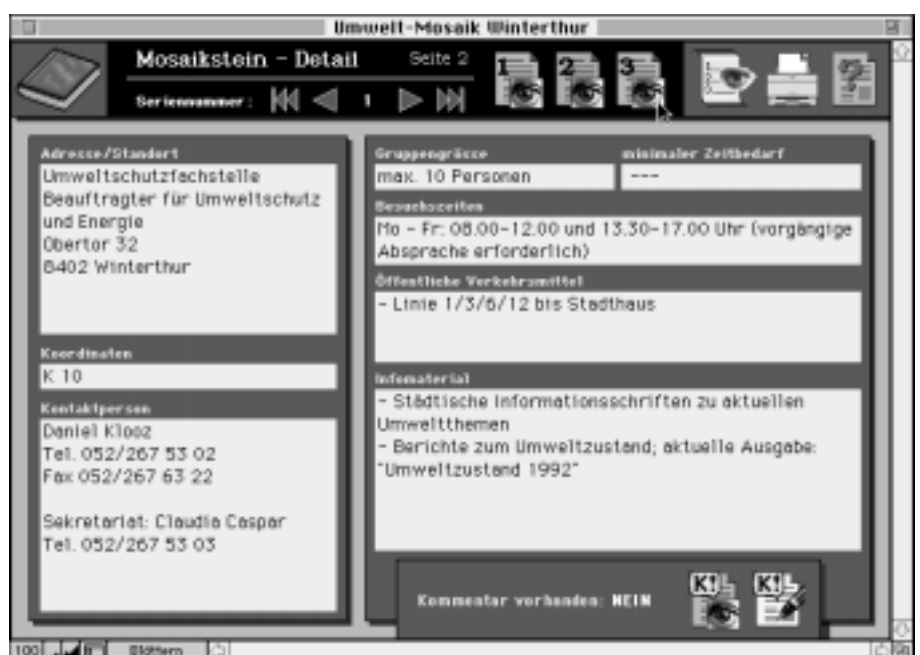 Umwelt-Mosaik Winterthur
Mosaikstein - Detail Seite 2
Seriennummer: 1
1 2 3
Adresse/Standort
Umweltschutzfachstelle
Beauftragter für Umweltschutz
und Energie
Obertor 32
8402 Winterthur
Koordinaten
K 10
Kontaktperson
Daniel Klooz
Tel. 052/267 53 02
Fax 052/267 63 22
Sekretariat: Claudia Caspar
Tel. 052/267 53 03
Gruppengrösse minimaler Zeitbedarf
max. 10 Personen ---
Besuchszeiten
Mo - Fr: 08.00-12.00 und 13.30-17.00 Uhr (vorgängige
Absprache erforderlich)
Öffentliche Verkehrsmittel
- Linie 1/3/6/12 bis Stadthaus
Infomaterial
- Städtische Informationsschriften zu aktuellen
Umweltthemen
- Berichte zum Umweltzustand; aktuelle Ausgabe:
"Umweltzustand 1992"
Kommentar vorhanden: NEIN
K! K!
100 Blättern